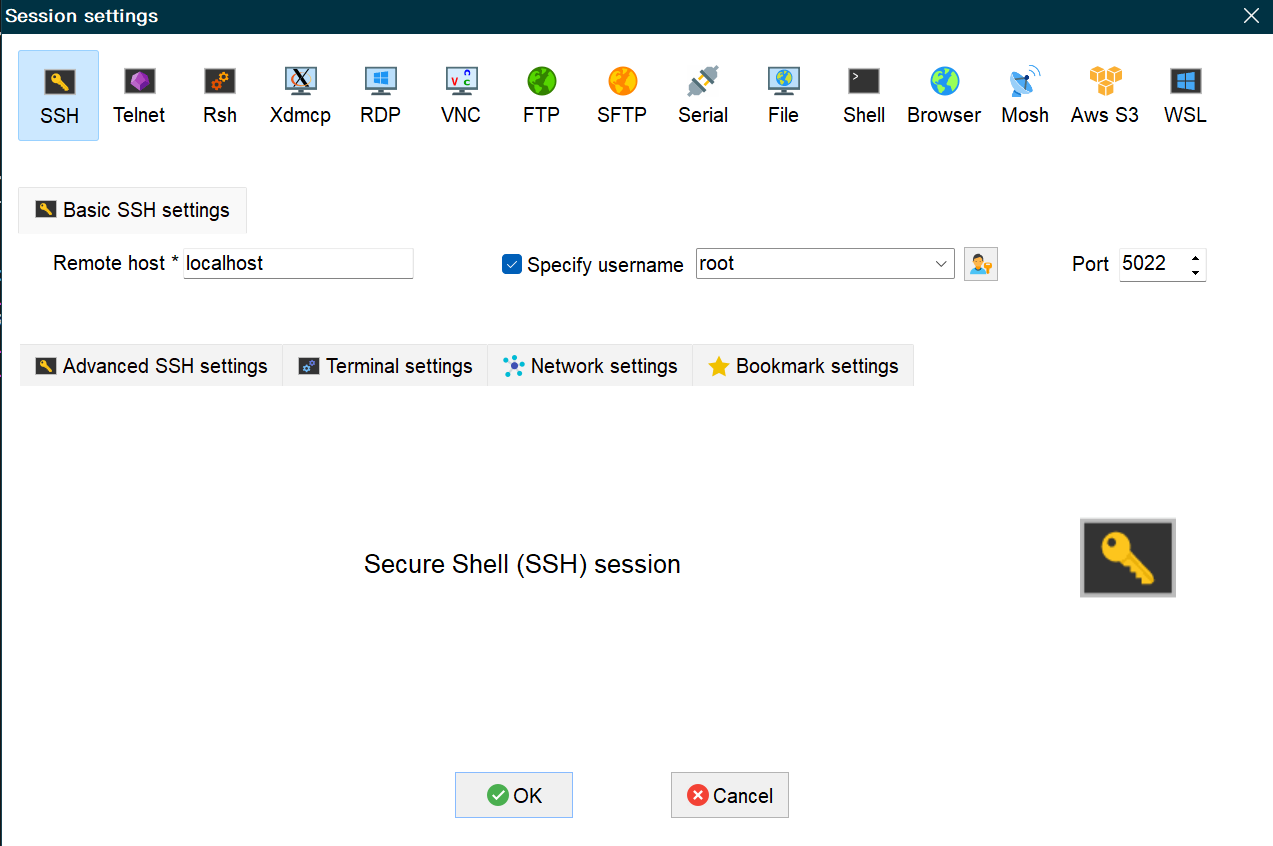 Session settings
SSH Telnet Rsh Xdmcp RDP VNC FTP SFTP Serial File Shell Browser Mosh Aws S3 WSL
Basic SSH settings
Remote host * localhost Specify username root Port 5022
Advanced SSH settings Terminal settings Network settings Bookmark settings
Secure Shell (SSH) session
OK Cancel